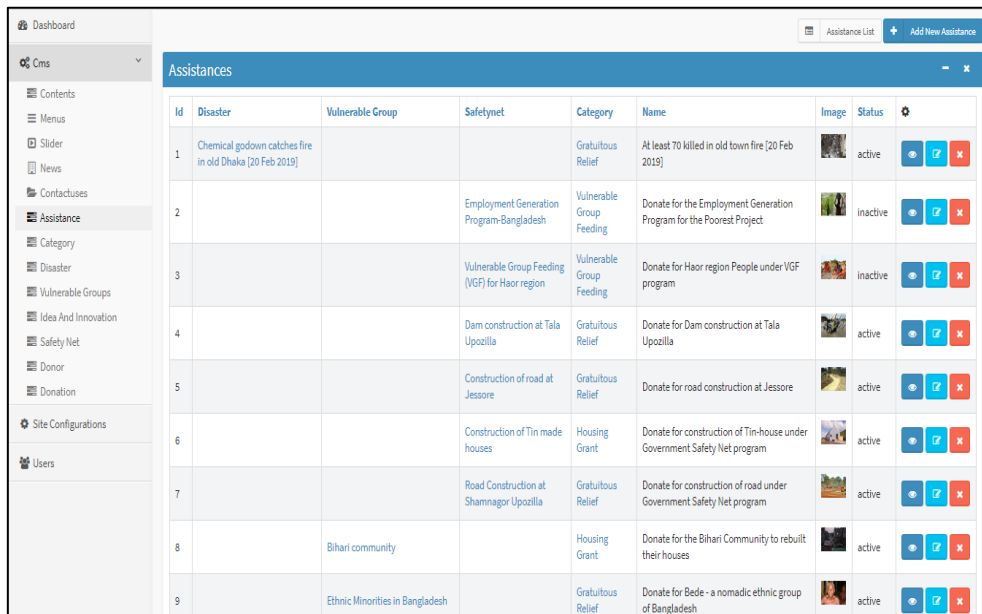 Dashboard
Assistance List
Add New Assistance
Cms
Assistances
Contents
Menus
Slider
News
Contactuses
Assistance
Category
Disaster
Vulnerable Groups
Idea And Innovation
Safety Net
Donor
Donation
Site Configurations
Users
Id Disaster Vulnerable Group Safetynet Category Name Image Status
1 Chemical godown catches fire
in old Dhaka [20 Feb 2019]
Gratuitous
Relief
At least 70 killed in old town fire [20 Feb
2019]
active
2 Employment Generation
Program-Bangladesh
Vulnerable
Group
Feeding
Donate for the Employment Generation
Program for the Poorest Project
inactive
3 Vulnerable Group Feeding
(VGF) for Haor region
Vulnerable
Group
Feeding
Donate for Haor region People under VGF
program
inactive
4 Dam construction at Tala
Upozilla
Gratuitous
Relief
Donate for Dam construction at Tala
Upozilla
active
5 Construction of road at
Jessore
Gratuitous
Relief
Donate for road construction at Jessore
active
6 Construction of Tin made
houses
Housing
Grant
Donate for construction of Tin-house under
Government Safety Net program
active
7 Road Construction at
Shamnagor Upozilla
Gratuitous
Relief
Donate for construction of road under
Government Safety Net program
active
8 Bihari community
Housing
Grant
Donate for the Bihari Community to rebuilt
their houses
active
9 Ethnic Minorities in Bangladesh
Gratuitous
Relief
Donate for Bede - a nomadic ethnic group
of Bangladesh
active